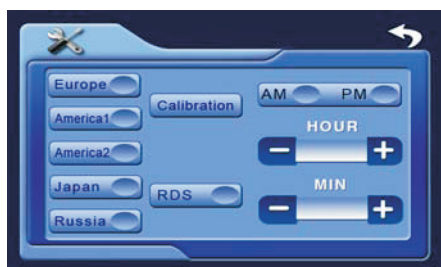 Europe
America1
America2
Japan
Russia
Calibration
RDS
AM PM
HOUR
− +
MIN
− +